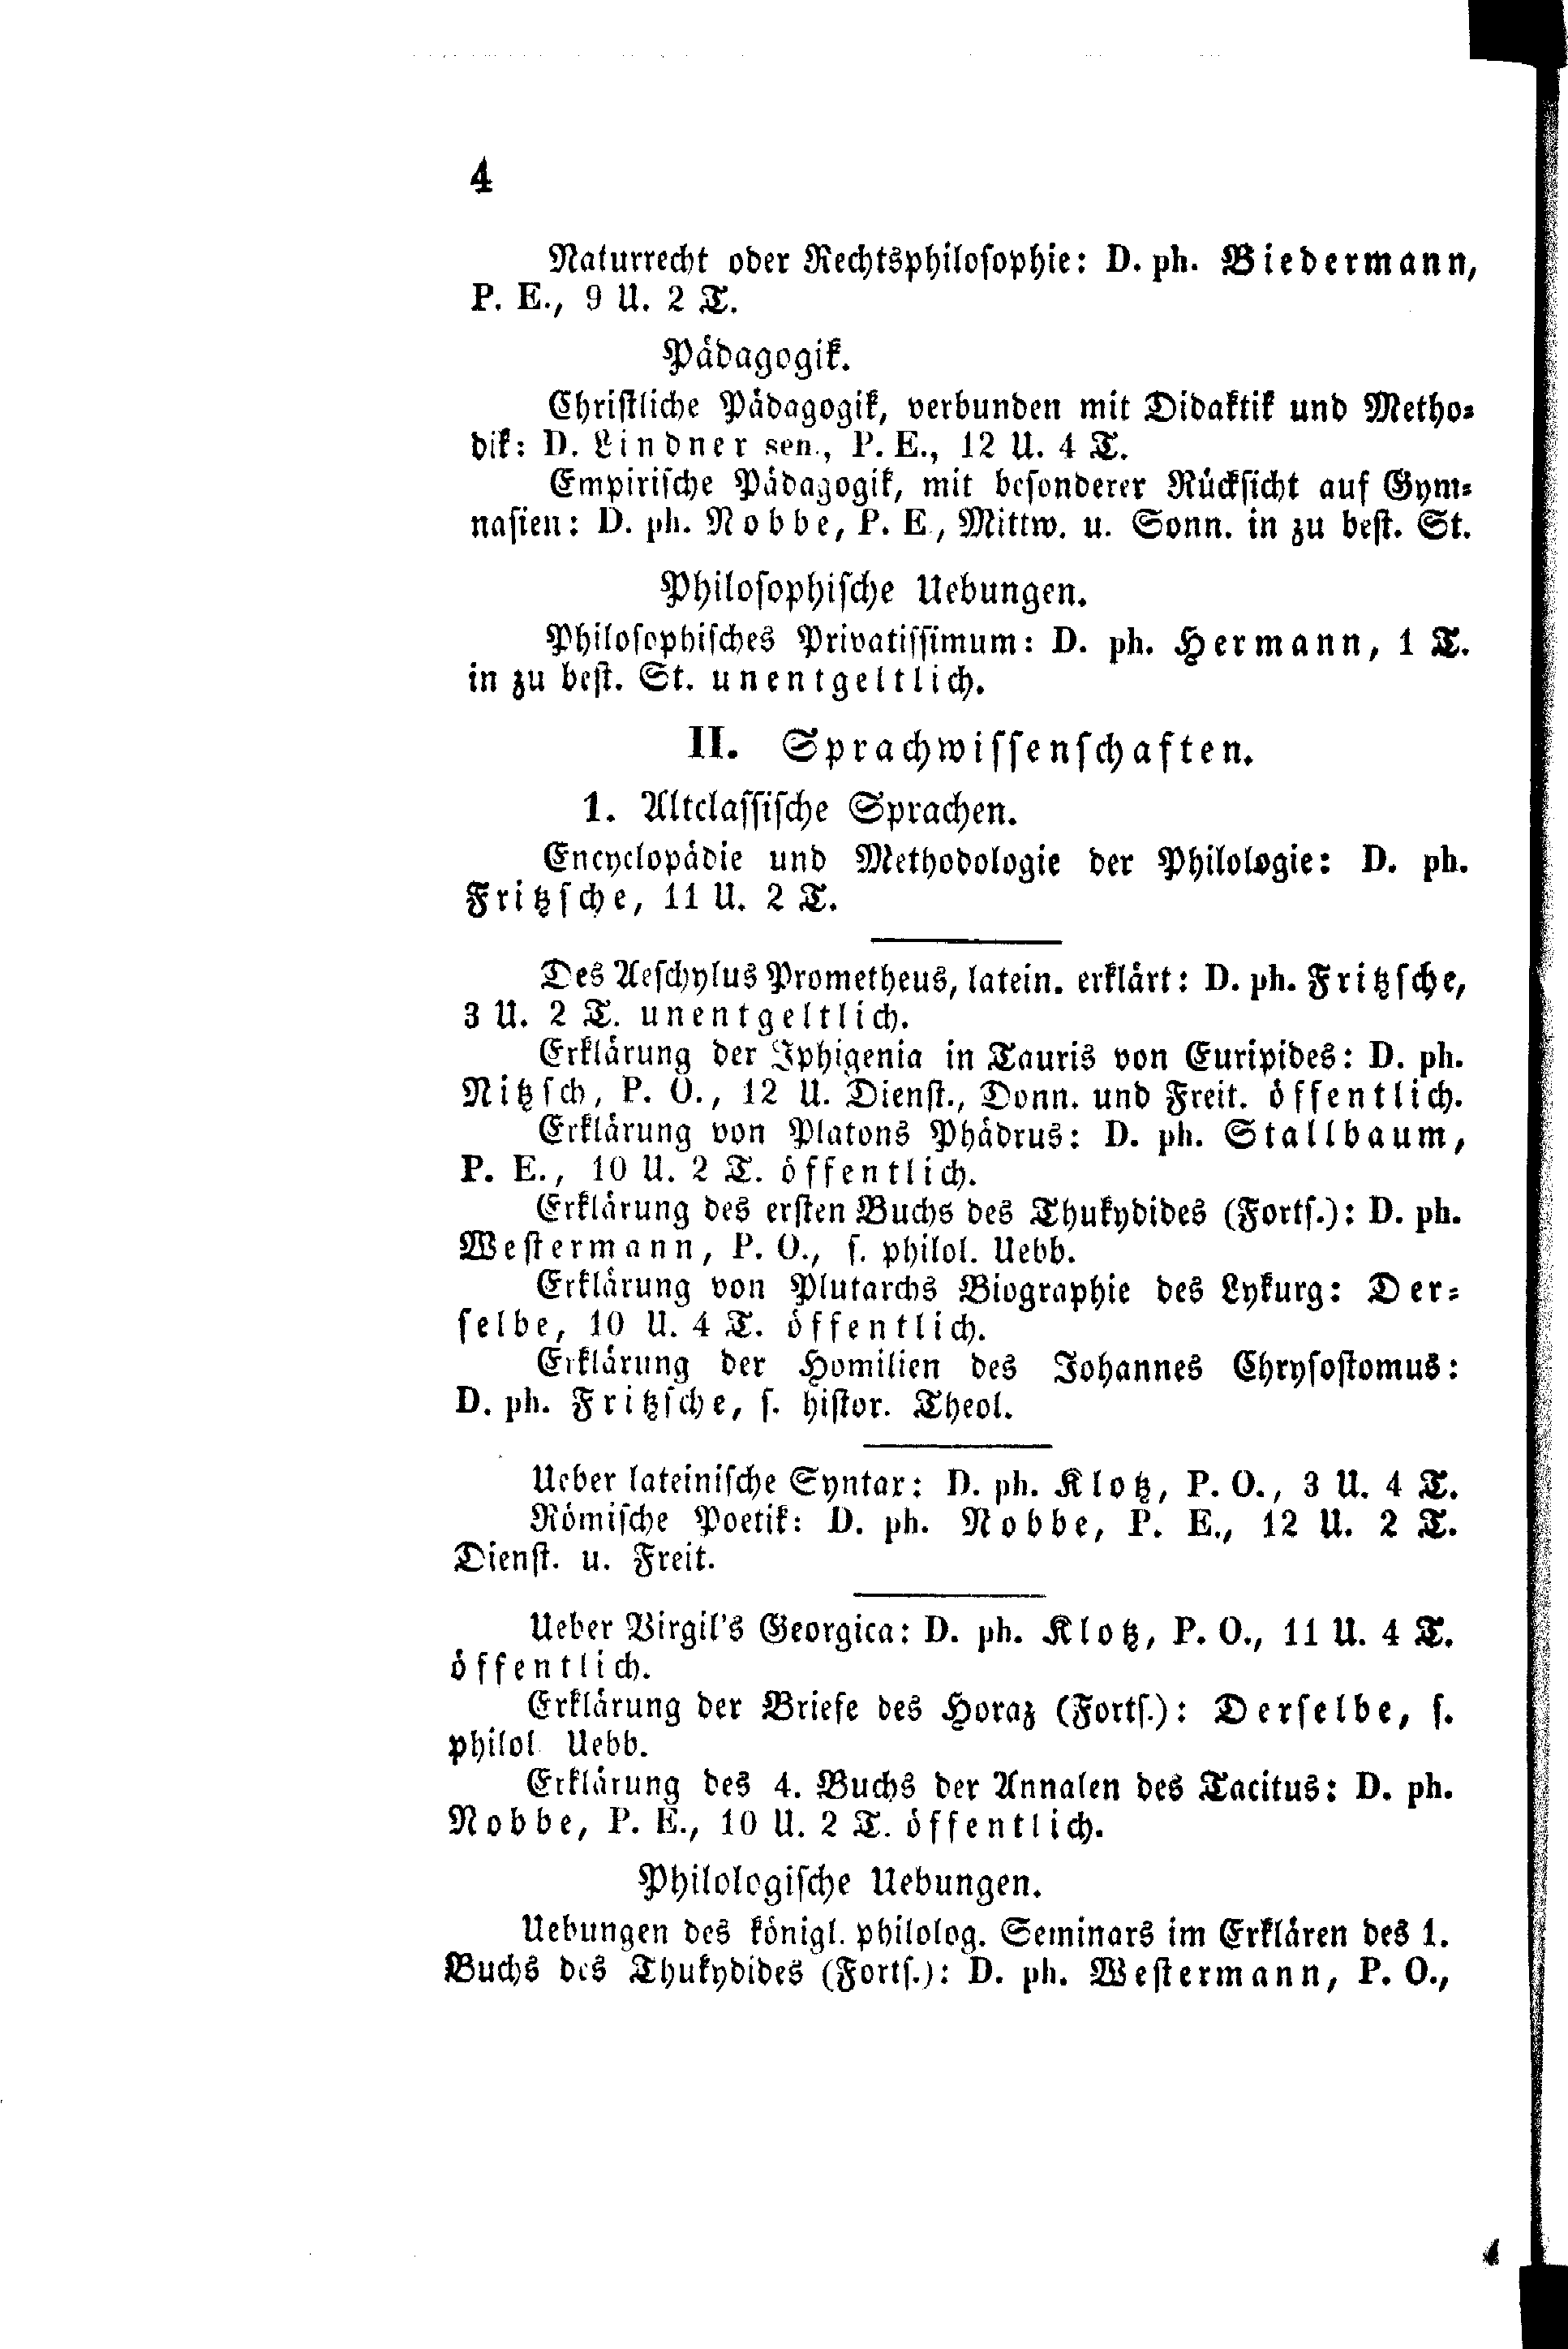 4
Naturrecht oder Rechtsphilosophie: D. ph. Biedermann,
P. E., 9 U. 2 T.
Pädagogik.
Christliche Pädagogik, verbunden mit Didaktik und Metho-
dik: D. Lindner sen., P. E., 12 U. 4 T.
Empirische Pädagogik, mit besonderer Rücksicht auf Gym-
nasien: D. ph. Nobbe, P. E., Mittw. u. Sonn. in zu best. St.
Philosophische Uebungen.
Philosophisches Privatissimum: D. ph. Hermann, 1 T.
in zu best. St. unentgeltlich.
II. Sprachwissenschaften.
1. Altclassische Sprachen.
Encyclopädie und Methodologie der Philologie: D. ph.
Fritzsche, 11 U. 2 T.
Des Aeschylus Prometheus, latein. erklärt: D. ph. Fritzsche,
3 U. 2 T. unentgeltlich.
Erklärung der Iphigenia in Tauris von Euripides: D. ph.
Nitzsch, P. O., 12 U. Dienst., Donn. und Freit. öffentlich.
Erklärung von Platons Phädrus: D. ph. Stallbaum,
P. E., 10 U. 2 T. öffentlich.
Erklärung des ersten Buchs des Thukydides (Forts.): D. ph.
Westermann, P. O., s. philol. Uebb.
Erklärung von Plutarchs Biographie des Lykurg: Der-
selbe, 10 U. 4 T. öffentlich.
Erklärung der Homilien des Johannes Chrysostomus:
D. ph. Fritzsche, s. histor. Theol.
Ueber lateinische Syntax: D. ph. Klotz, P. O., 3 U. 4 T.
Römische Poetik: D. ph. Nobbe, P. E., 12 U. 2 T.
Dienst. u. Freit.
Ueber Virgil's Georgica: D. ph. Klotz, P. O., 11 U. 4 T.
öffentlich.
Erklärung der Briefe des Horaz (Forts.): Derselbe, s.
philol Uebb.
Erklärung des 4. Buchs der Annalen des Tacitus: D. ph.
Nobbe, P. E., 10 U. 2 T. öffentlich.
Philologische Uebungen.
Uebungen des königl. philolog. Seminars im Erklären des 1.
Buchs des Thukydides (Forts.): D. ph. Westermann, P. O.,